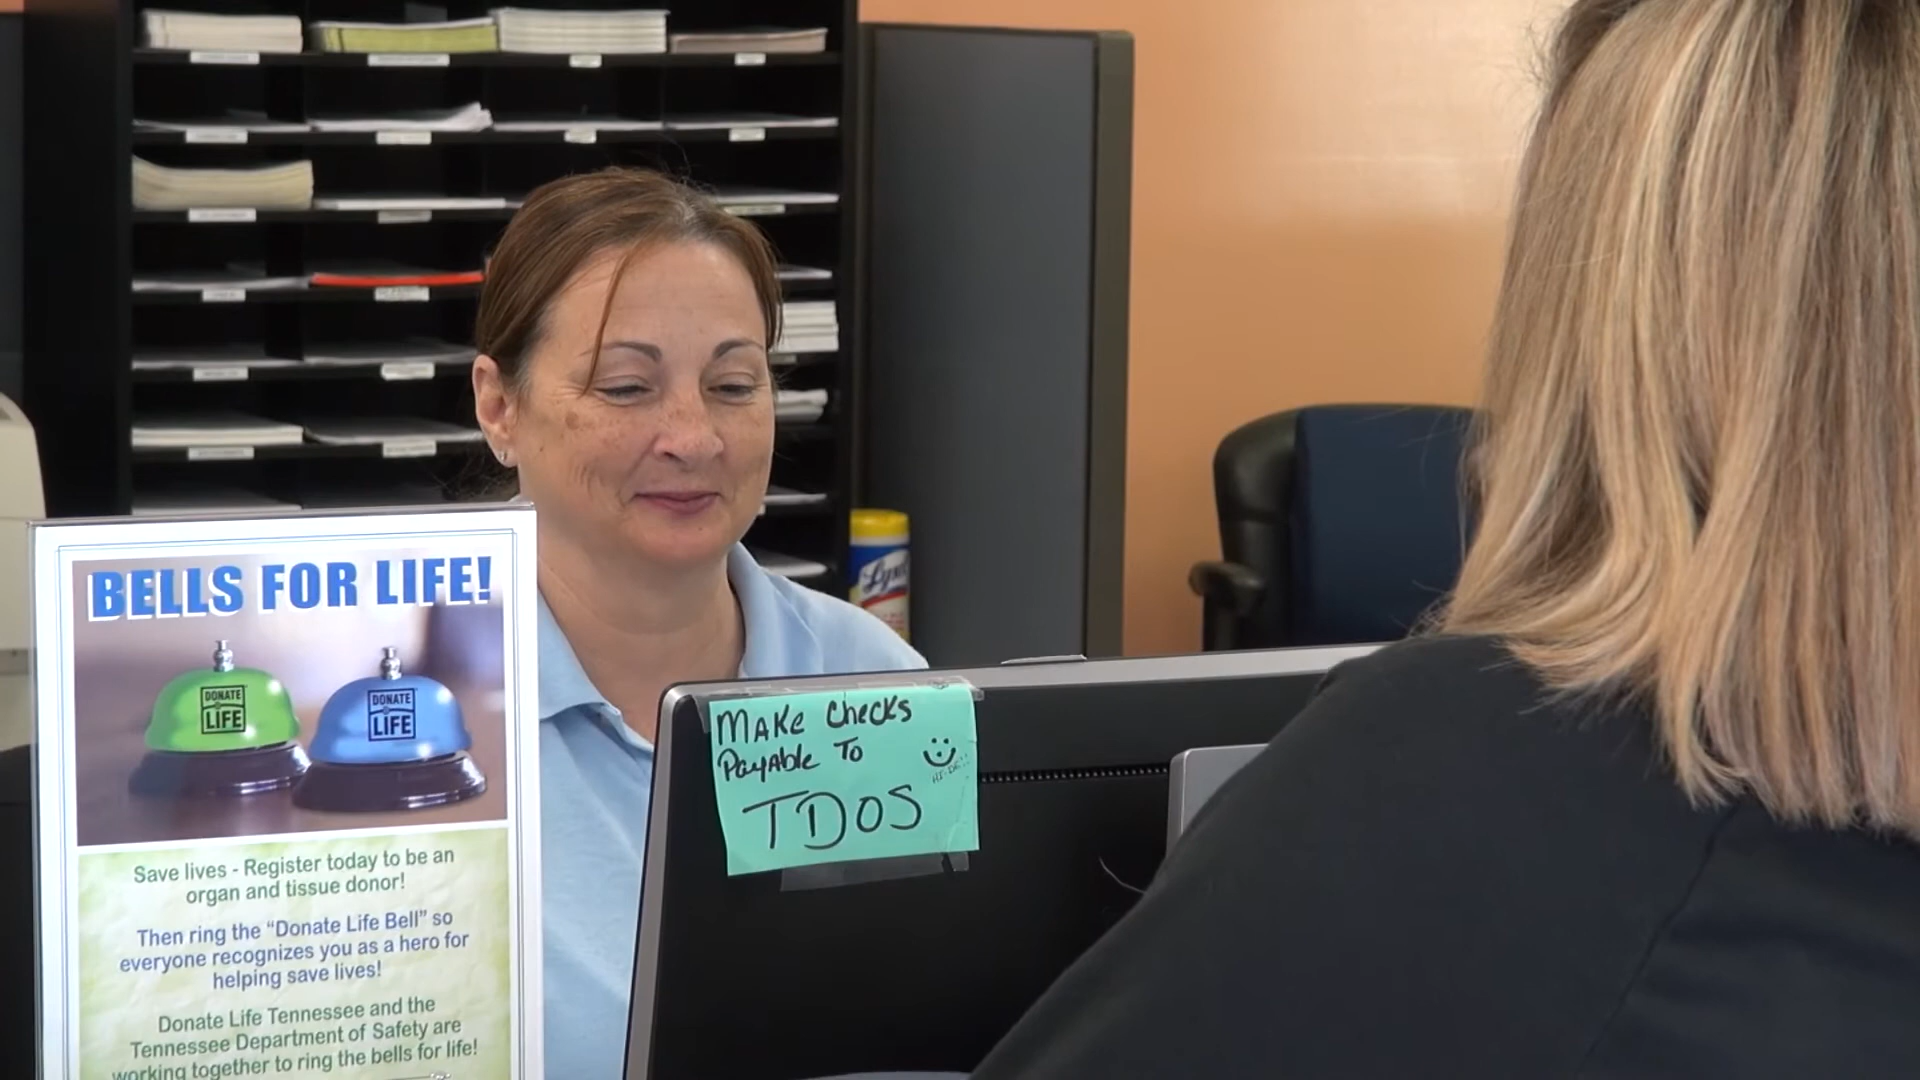 BELLS FOR LIFE!
DONATE
LIFE
DONATE
LIFE
Save lives - Register today to be an
organ and tissue donor!
Then ring the “Donate Life Bell” so
everyone recognizes you as a hero for
helping save lives!
Donate Life Tennessee and the
Tennessee Department of Safety are
working together to ring the bells for life!
MAKE Checks
PayAble To
TDOS
Lysol